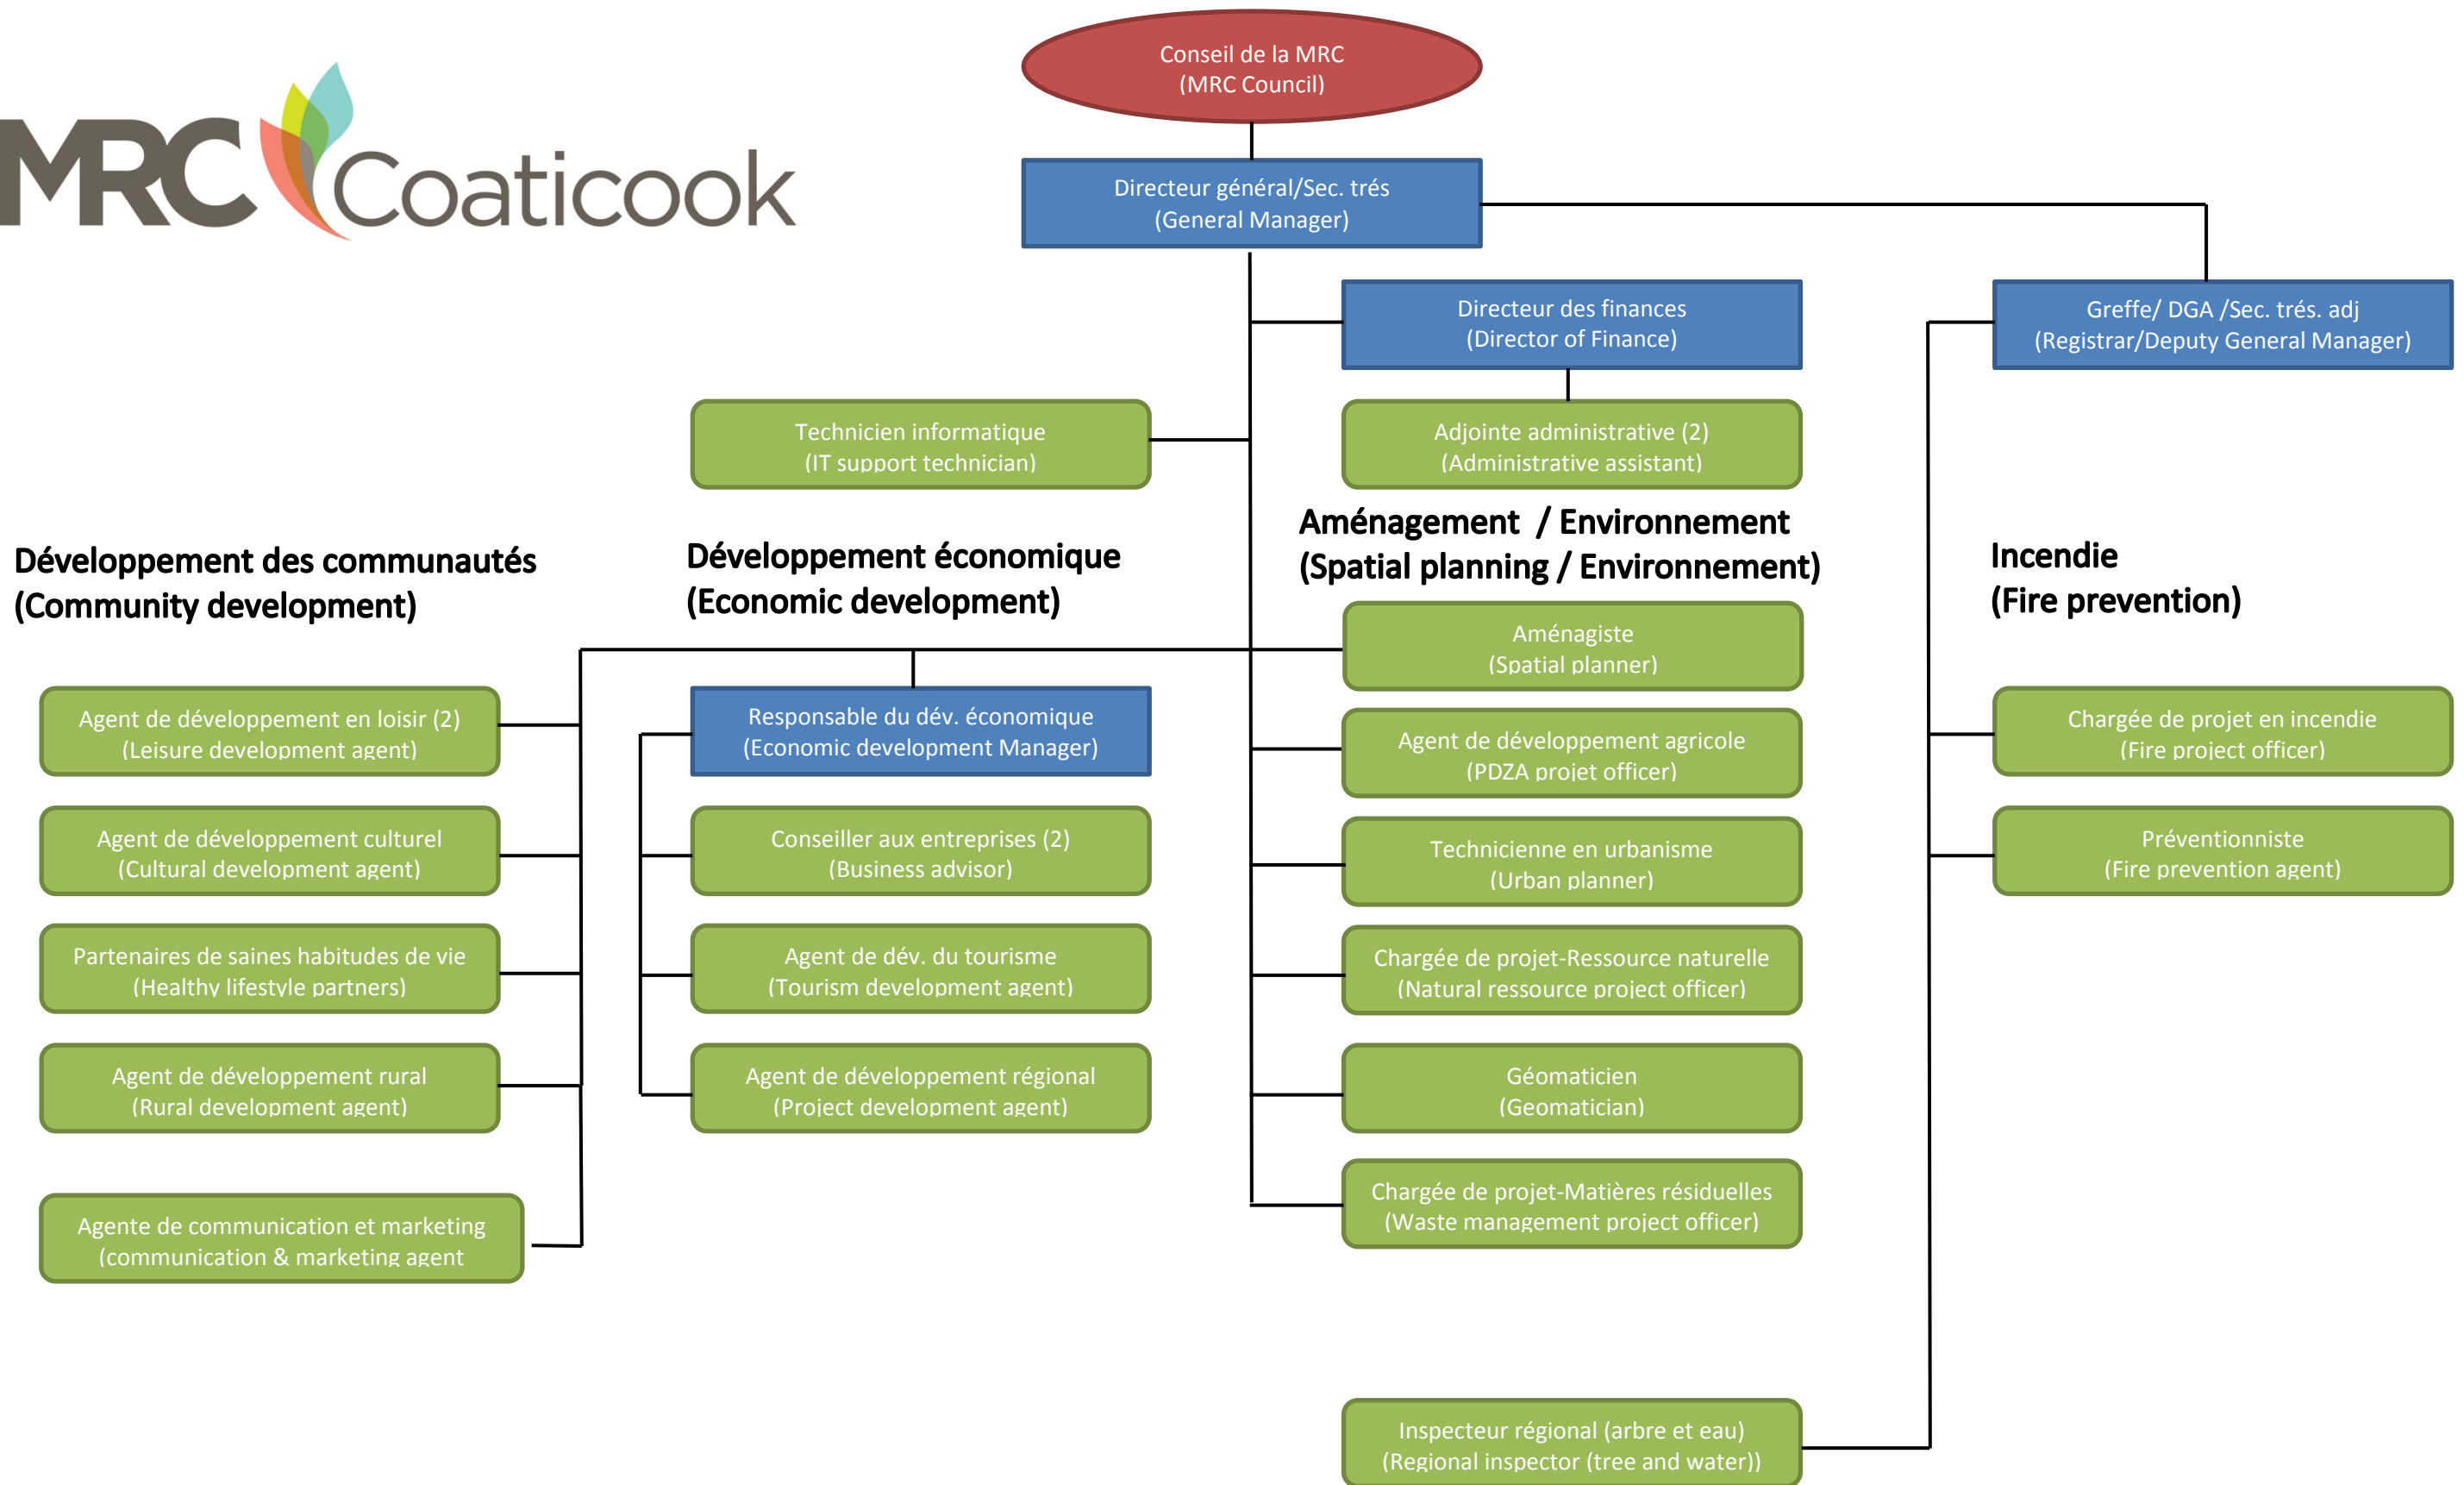 MRC Coaticook
Conseil de la MRC
(MRC Council)
Directeur général/Sec. trés
(General Manager)
Directeur des finances
(Director of Finance)
Greffe/ DGA /Sec. trés. adj
(Registrar/Deputy General Manager)
Technicien informatique
(IT support technician)
Adjointe administrative (2)
(Administrative assistant)
Développement des communautés
(Community development)
Développement économique
(Economic development)
Aménagement / Environnement
(Spatial planning / Environnement)
Incendie
(Fire prevention)
Agent de développement en loisir (2)
(Leisure development agent)
Agent de développement culturel
(Cultural development agent)
Partenaires de saines habitudes de vie
(Healthy lifestyle partners)
Agent de développement rural
(Rural development agent)
Agente de communication et marketing
(communication & marketing agent
Responsable du dév. économique
(Economic development Manager)
Conseiller aux entreprises (2)
(Business advisor)
Agent de dév. du tourisme
(Tourism development agent)
Agent de développement régional
(Project development agent)
Aménagiste
(Spatial planner)
Agent de développement agricole
(PDZA projet officer)
Technicienne en urbanisme
(Urban planner)
Chargée de projet-Ressource naturelle
(Natural ressource project officer)
Géomaticien
(Geomatician)
Chargée de projet-Matières résiduelles
(Waste management project officer)
Inspecteur régional (arbre et eau)
(Regional inspector (tree and water))
Chargée de projet en incendie
(Fire project officer)
Préventionniste
(Fire prevention agent)